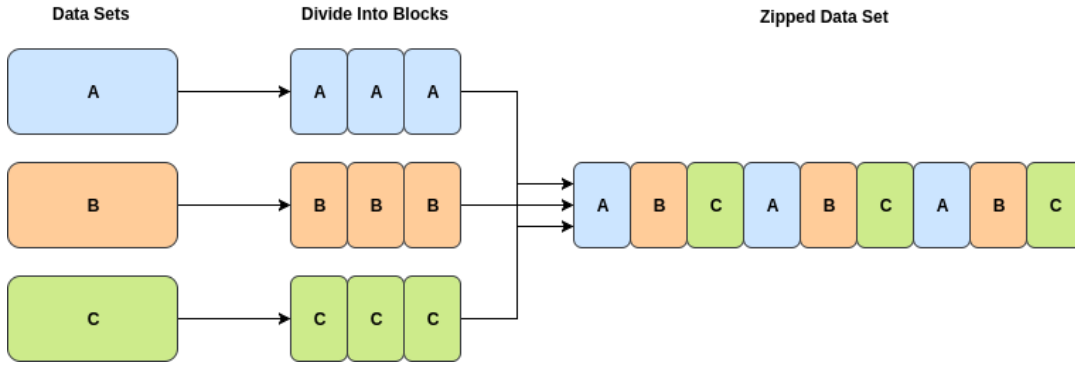 Data Sets
Divide Into Blocks
Zipped Data Set
A
A A A
B
B B B
A B C A B C A B C
C
C C C